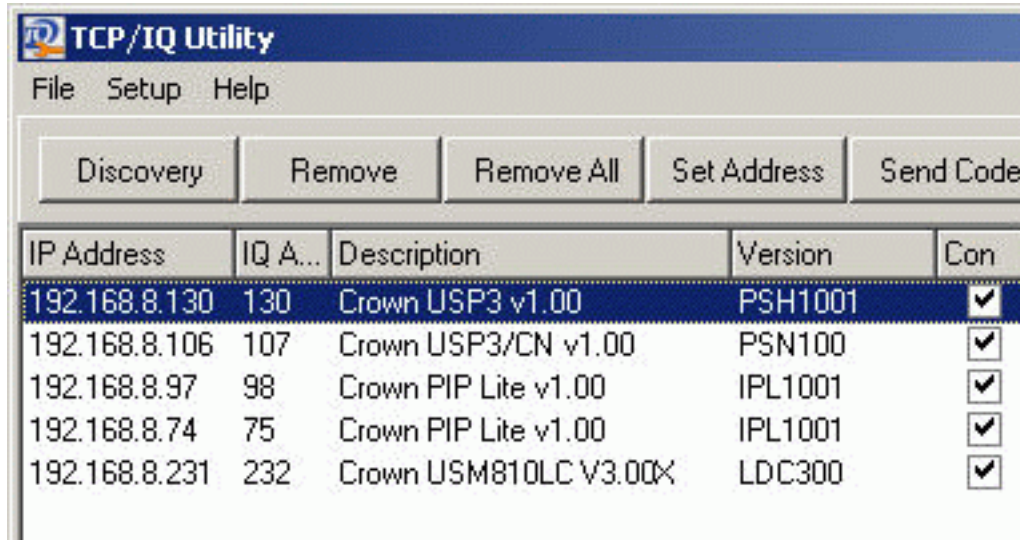 TCP/IQ Utility
File Setup Help
Discovery Remove Remove All Set Address Send Code
IP Address IQ A... Description Version Con
192.168.8.130 130 Crown USP3 v1.00 PSH1001
192.168.8.106 107 Crown USP3/CN v1.00 PSN100
192.168.8.97 98 Crown PIP Lite v1.00 IPL1001
192.168.8.74 75 Crown PIP Lite v1.00 IPL1001
192.168.8.231 232 Crown USM810LC V3.00X LDC300